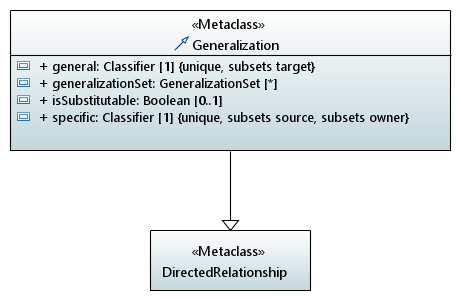 «Metaclass»
Generalization
+ general: Classifier [1] {unique, subsets target}
+ generalizationSet: GeneralizationSet [*]
+ isSubstitutable: Boolean [0..1]
+ specific: Classifier [1] {unique, subsets source, subsets owner}
«Metaclass»
DirectedRelationship